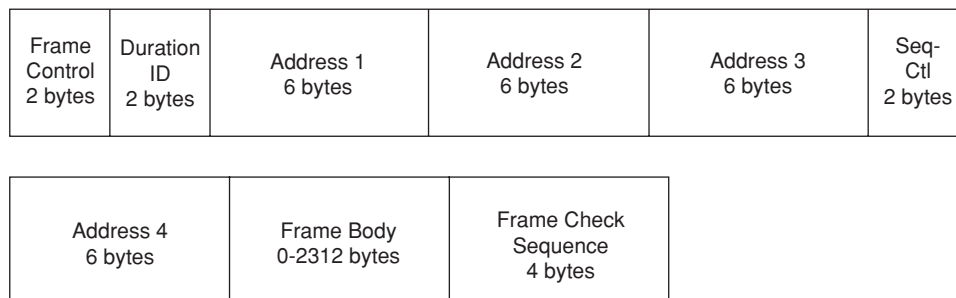 Frame
Control
2 bytes
Duration
ID
2 bytes
Address 1
6 bytes
Address 2
6 bytes
Address 3
6 bytes
Seq-
Ctl
2 bytes
Address 4
6 bytes
Frame Body
0-2312 bytes
Frame Check
Sequence
4 bytes